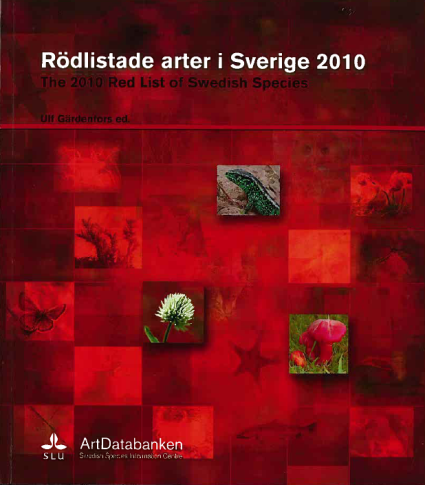 Rödlistade arter i Sverige 2010
The 2010 Red List of Swedish Species
Ulf Gärdenfors ed.
ArtDatabanken
Swedish Species Information Centre
SLU